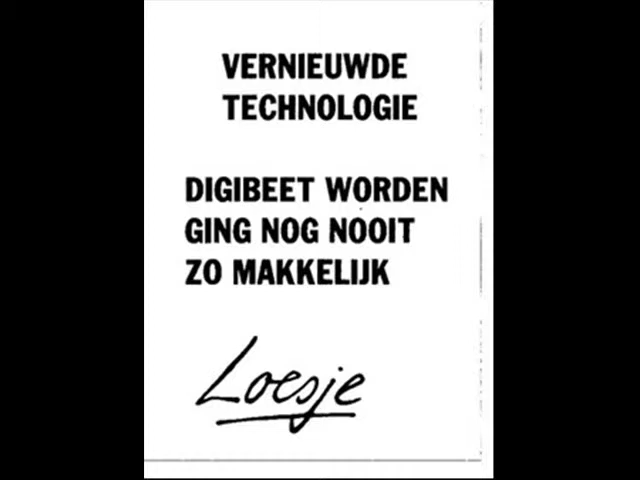 VERNIEUWDE
TECHNOLOGIE
DIGIBEET WORDEN
GING NOG NOOIT
ZO MAKKELIJK
Loesje